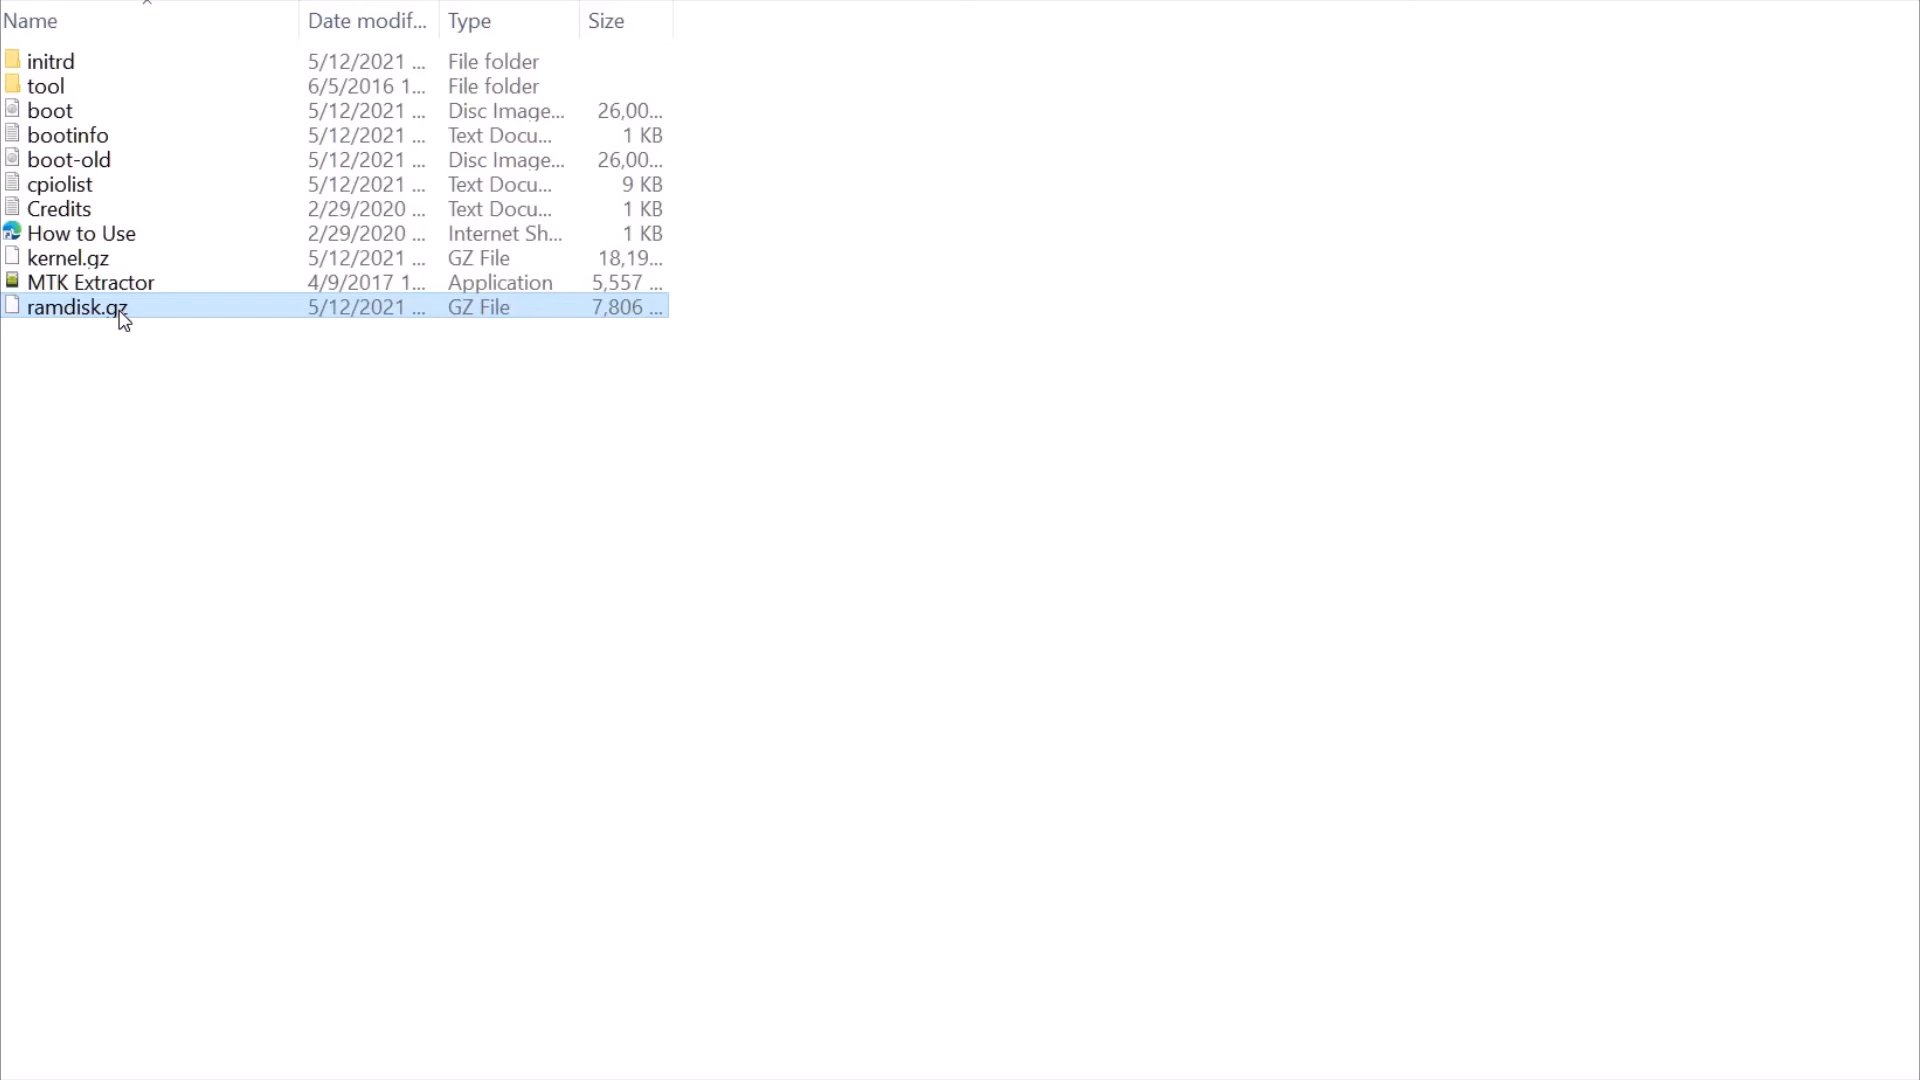 Name Date modif... Type Size
initrd 5/12/2021 ... File folder
tool 6/5/2016 1... File folder
boot 5/12/2021 ... Disc Image... 26,00...
bootinfo 5/12/2021 ... Text Docu... 1 KB
boot-old 5/12/2021 ... Disc Image... 26,00...
cpiolist 5/12/2021 ... Text Docu... 9 KB
Credits 2/29/2020 ... Text Docu... 1 KB
How to Use 2/29/2020 ... Internet Sh... 1 KB
kernel.gz 5/12/2021 ... GZ File 18,19...
MTK Extractor 4/9/2017 1... Application 5,557 ...
ramdisk.gz 5/12/2021 ... GZ File 7,806 ...